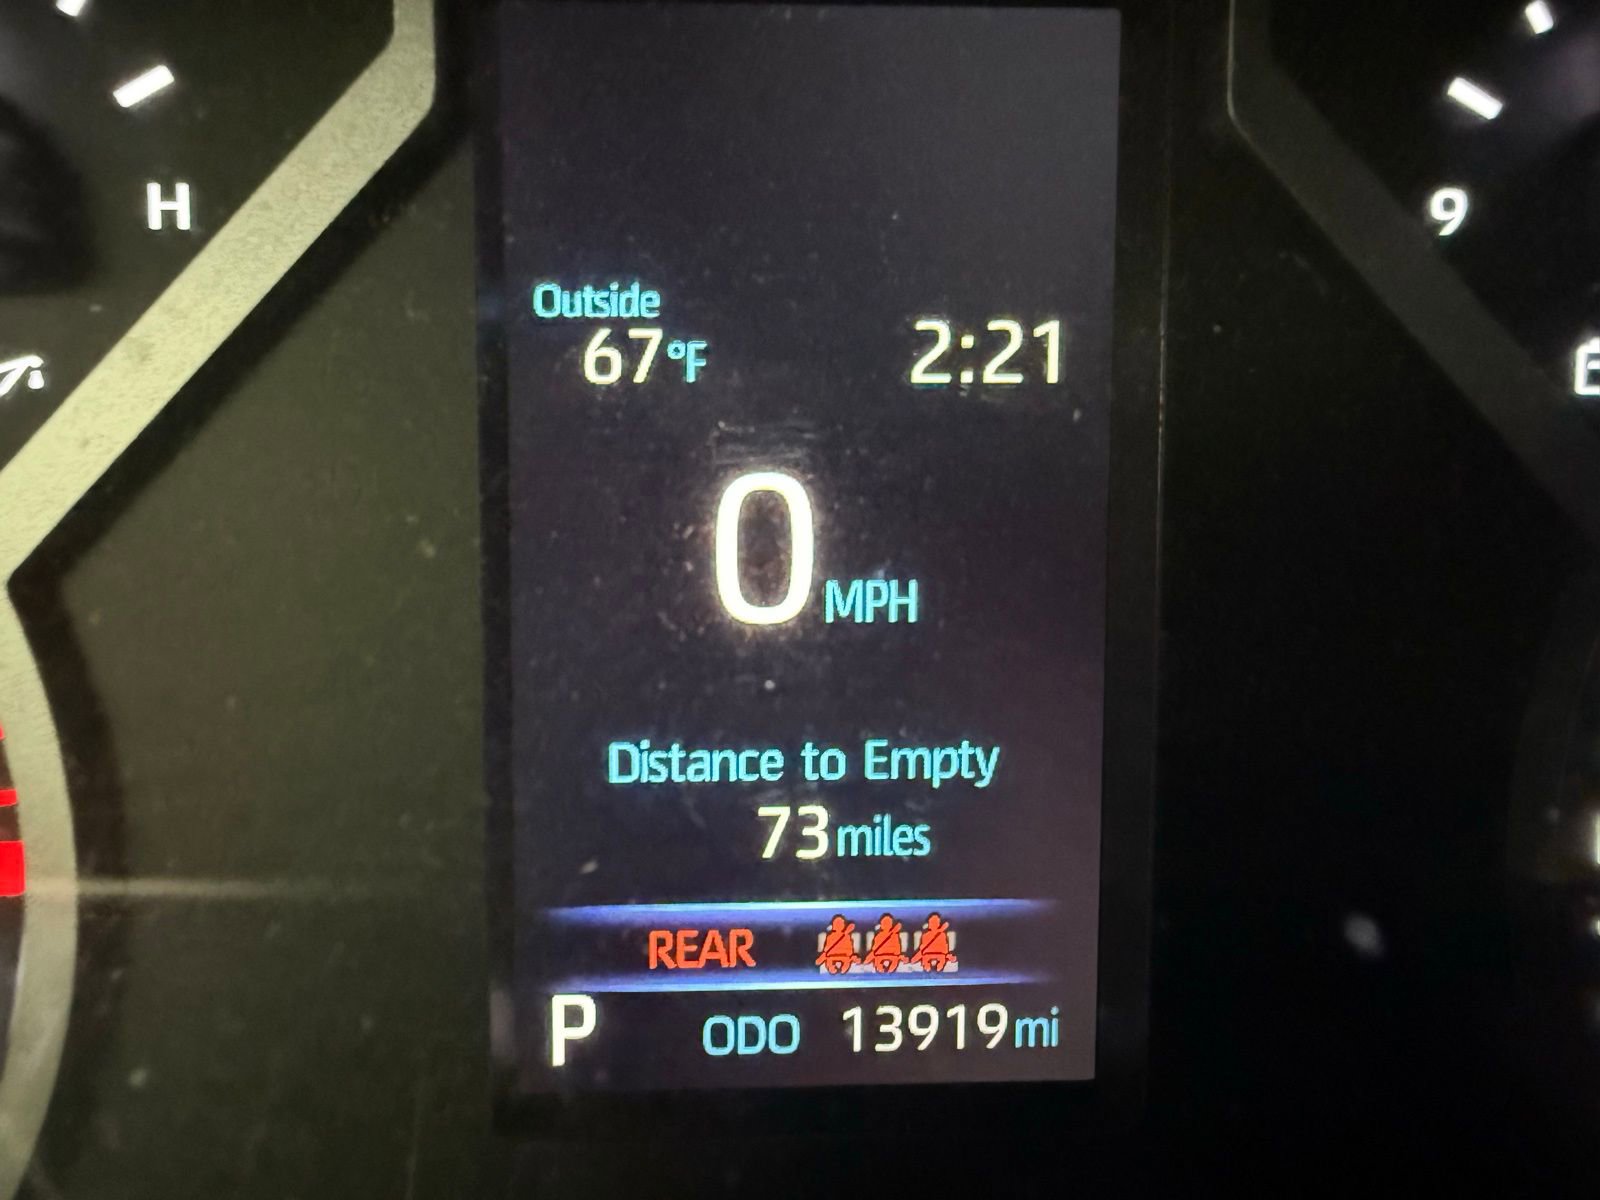 H
9
Outside
67°F 2:21
0 MPH
Distance to Empty
73 miles
REAR
P ODO 13919 mi